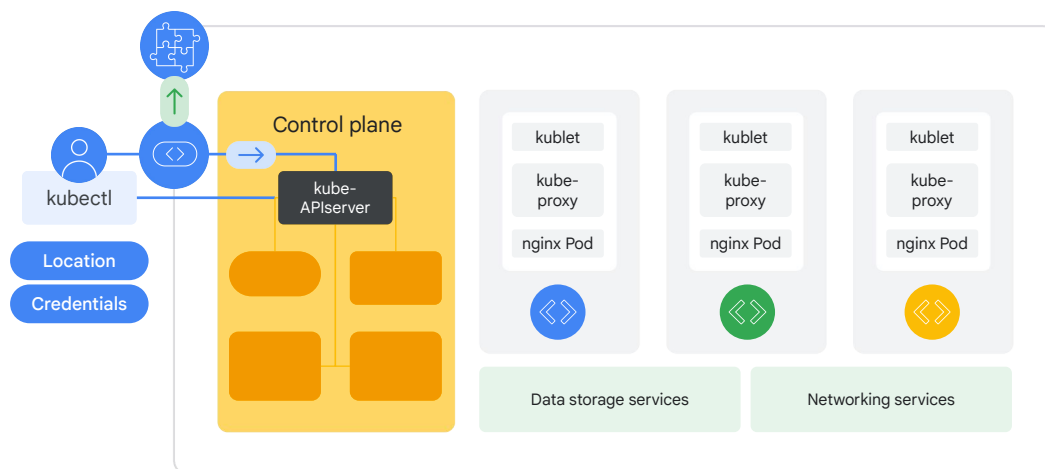 Control plane
kubectl
kube-
APIserver
Location
Credentials
kublet
kube-
proxy
nginx Pod
kublet
kube-
proxy
nginx Pod
kublet
kube-
proxy
nginx Pod
Data storage services
Networking services